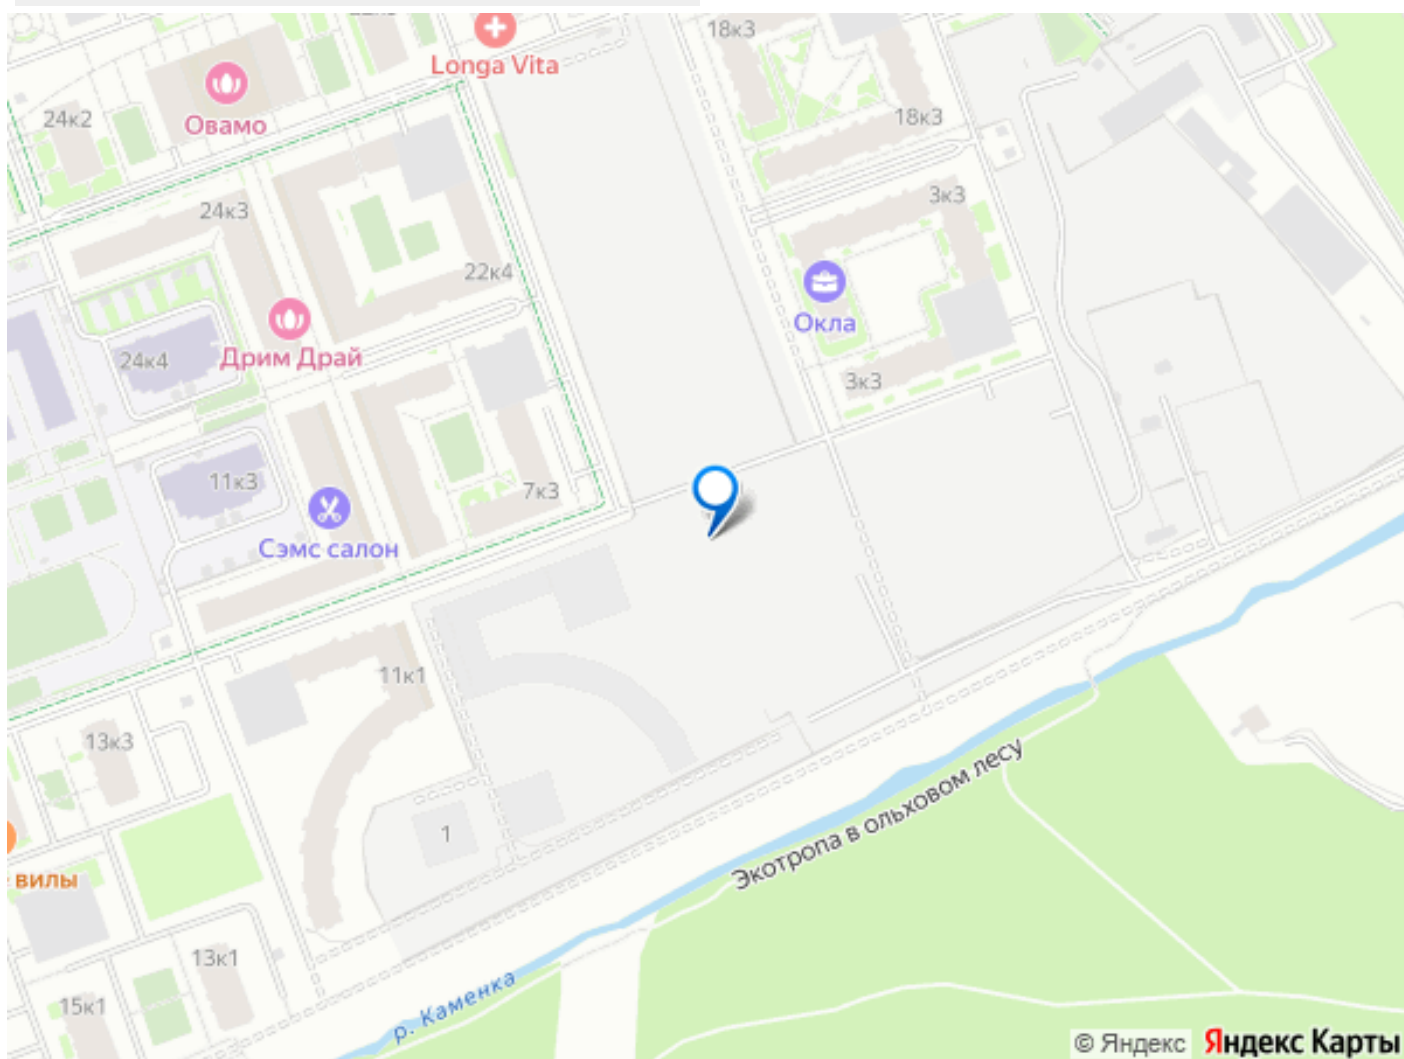 18к3
Longa Vita
Овамо
24к2
18к3
24к3
3к3
22к4
Окла
24к4
Дрим Драй
3к3
11к3
7к3
Сэмс салон
11к1
13к3
1
Экотропа в ольховом лесу
вилы
13к1
15к1
р. Каменка
© Яндекс Яндекс Карты